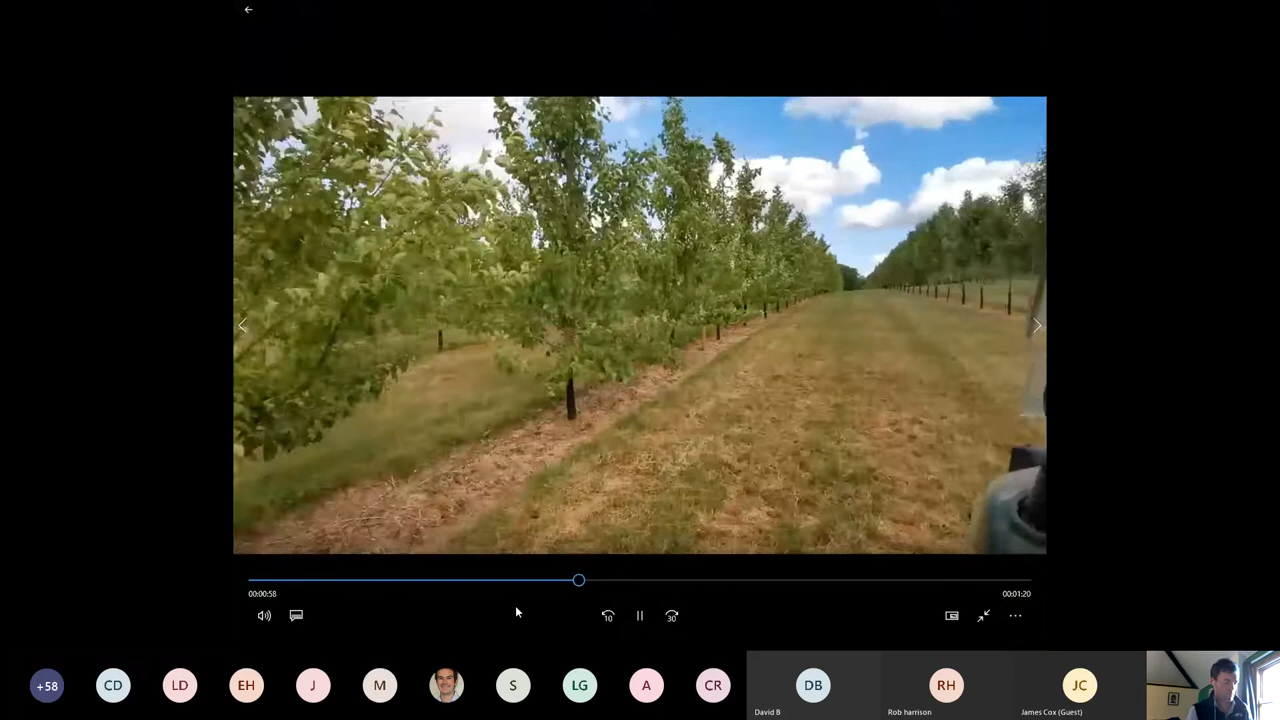 00:00:58
00:01:20
10
30
+58
CD
LD
EH
J
M
S
LG
A
CR
DB
RH
JC
David B
Rob harrison
James Cox (Guest)